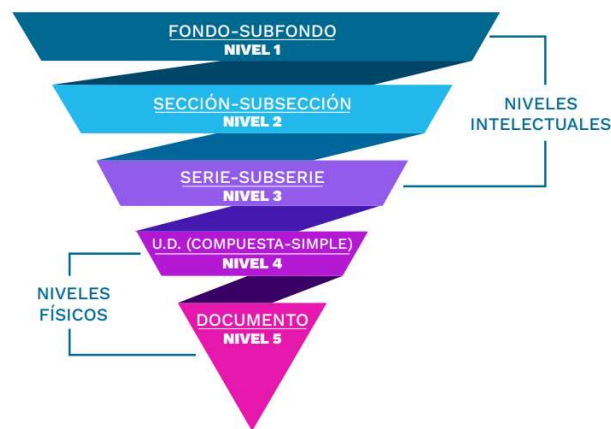 FONDO-SUBFONDO
NIVEL 1
SECCIÓN-SUBSECCIÓN
NIVEL 2
NIVELES
INTELECTUALES
SERIE-SUBSERIE
NIVEL 3
U.D. (COMPUESTA-SIMPLE)
NIVEL 4
NIVELES
FÍSICOS
DOCUMENTO
NIVEL 5